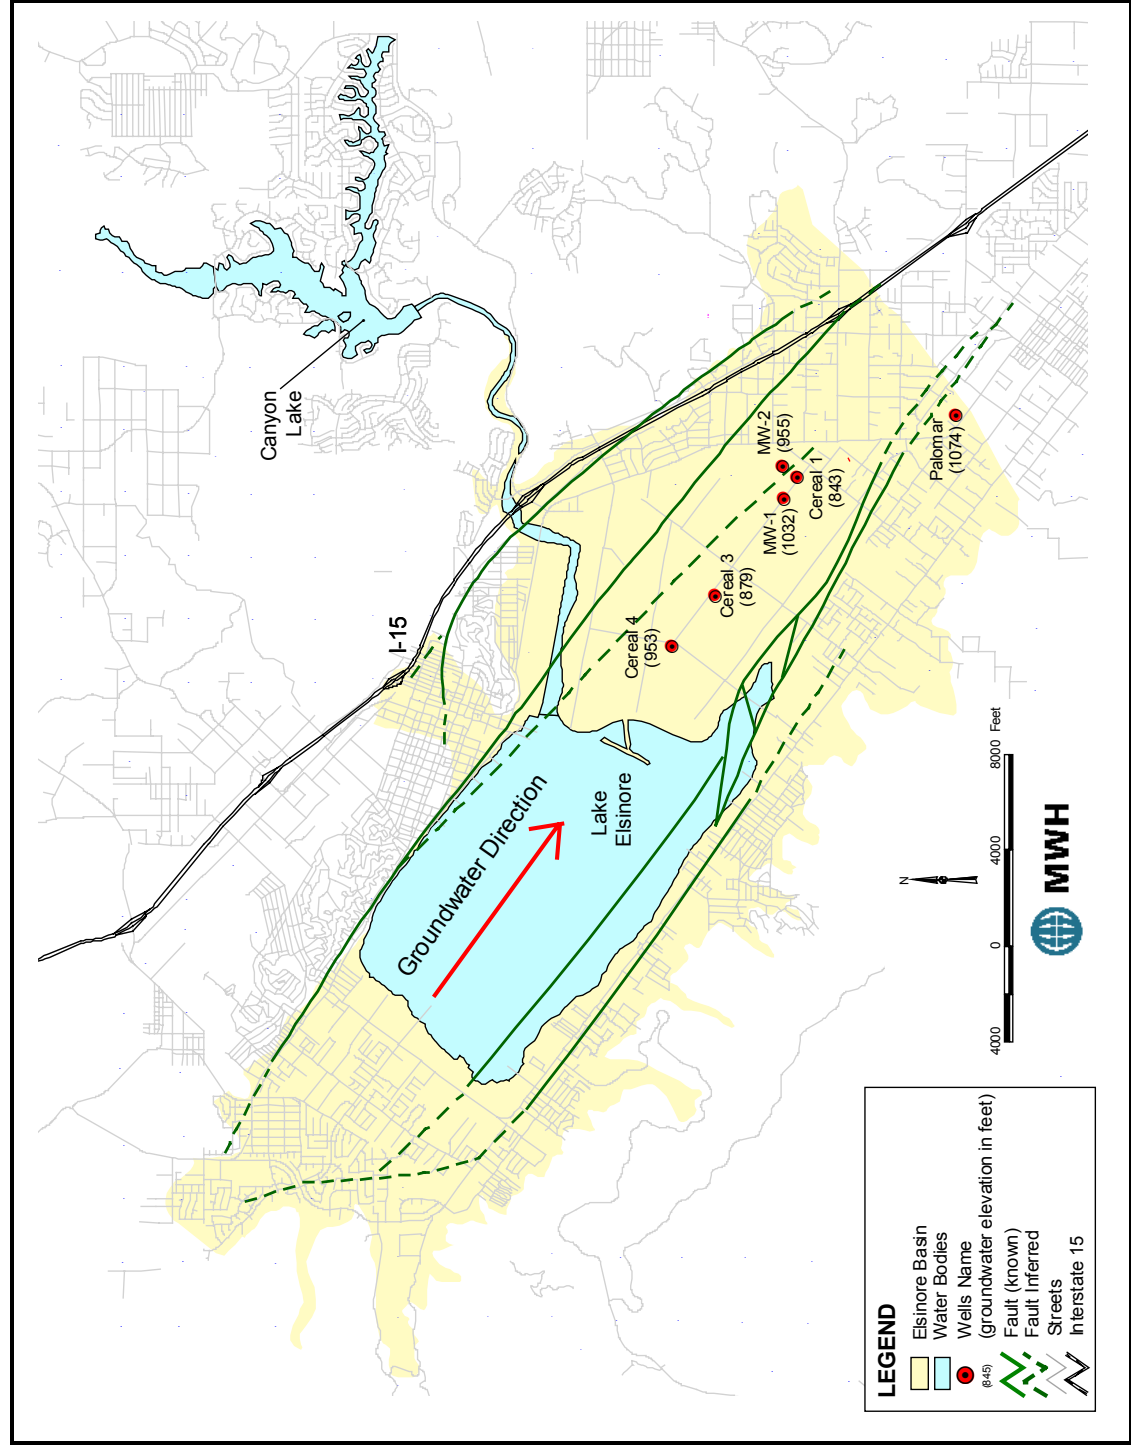 Canyon
Lake
I-15
Groundwater Direction
Lake
Elsinore
Cereal 4
(953)
Cereal 3
(879)
MW-1
(1032)
MW-2
(955)
Cereal 1
(843)
Palomar
(1074)
N
4000
0
4000
8000 Feet
MWH
LEGEND
Elsinore Basin
Water Bodies
Wells Name
(845)
(groundwater elevation in feet)
Fault (known)
Fault Inferred
Streets
Interstate 15